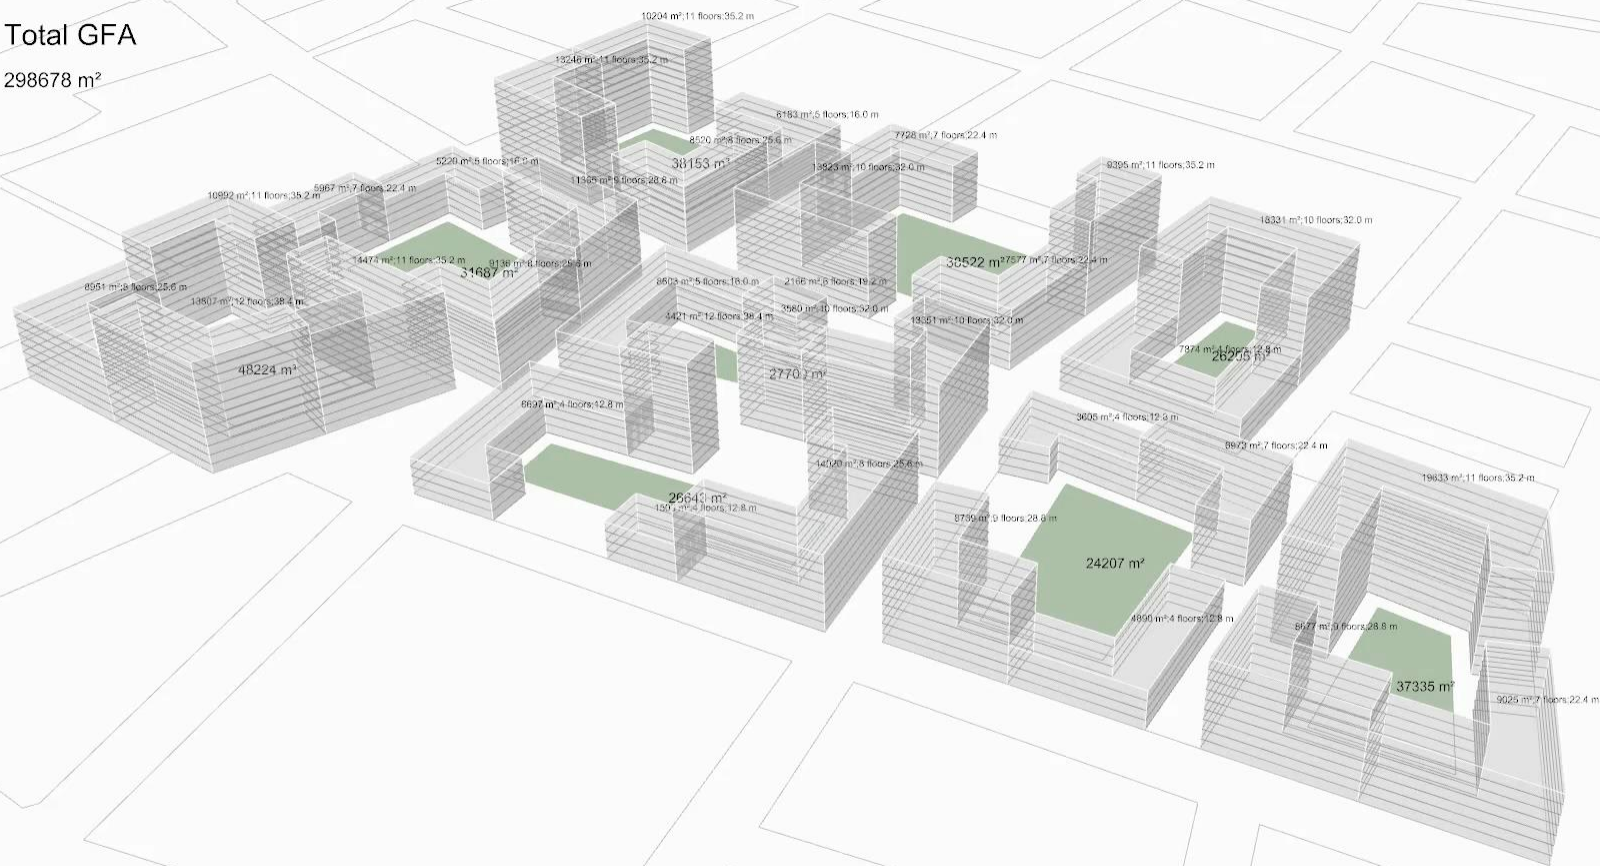 Total GFA
298678 m²
10204 m²;11 floors;35.2 m
13246 m²;11 floors;35.2 m
6183 m²;5 floors;16.0 m
7728 m²;7 floors;22.4 m
8520 m²;8 floors;25.6 m
38153 m²
13823 m²;10 floors;32.0 m
9395 m²;11 floors;35.2 m
5220 m²;5 floors;16.0 m
11365 m²;9 floors;28.8 m
5967 m²;7 floors;22.4 m
10992 m²;11 floors;35.2 m
18331 m²;10 floors;32.0 m
14474 m²;11 floors;35.2 m
9136 m²;8 floors;25.6 m
31687 m²
27577 m²;7 floors;22.4 m
8951 m²;8 floors;25.6 m
2166 m²;6 floors;19.2 m
13807 m²;12 floors;38.4 m
3580 m²;10 floors;32.0 m
4421 m²;12 floors;38.4 m
13351 m²;10 floors;32.0 m
7874 m²;4 floors;12.8 m
26205 m²
48224 m²
m²
6697 m²;4 floors;12.8 m
3605 m²;4 floors;12.8 m
7 floors;22.4 m
14020 m²;8 floors;25.6 m
19633 m²;11 floors;35.2 m
26643 m²
4 floors;12.8 m
8739 m²;9 floors;28.8 m
24207 m²
4890 m²;4 floors;12.8 m
8677 m²;9 floors;28.8 m
37335 m²
9025 m²;7 floors;22.4 m